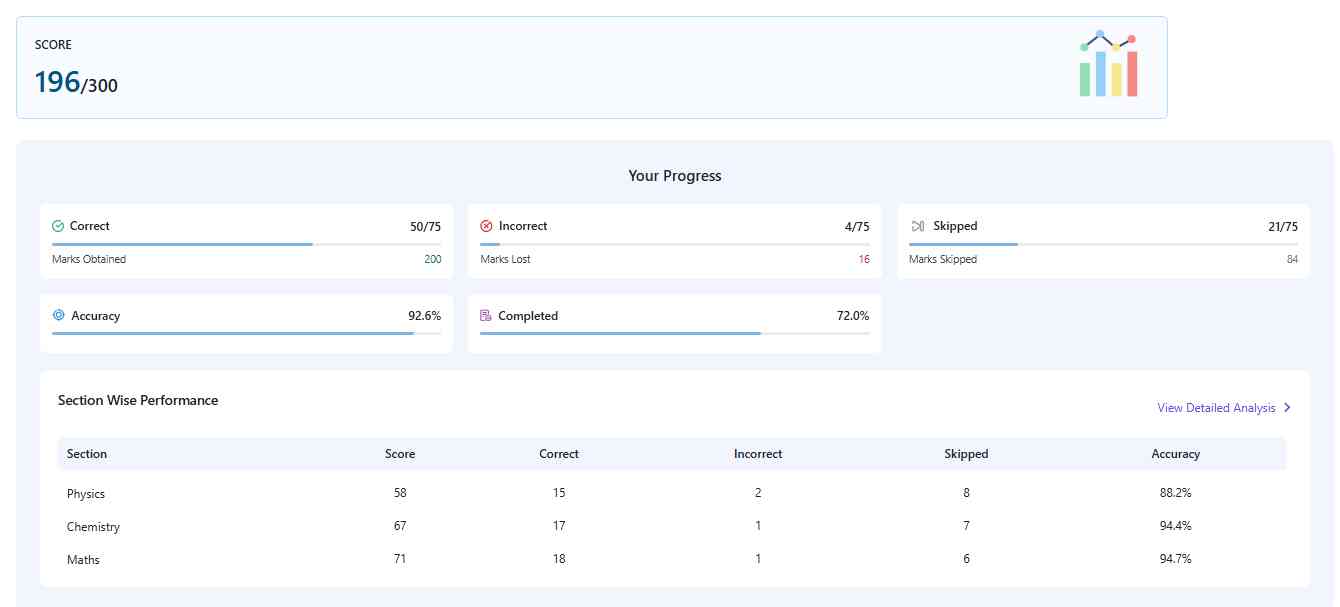 SCORE
196/300
Your Progress
Correct 50/75
Marks Obtained 200
Incorrect 4/75
Marks Lost 16
Skipped 21/75
Marks Skipped 84
Accuracy 92.6%
Completed 72.0%
Section Wise Performance
View Detailed Analysis
Section Score Correct Incorrect Skipped Accuracy
Physics 58 15 2 8 88.2%
Chemistry 67 17 1 7 94.4%
Maths 71 18 1 6 94.7%